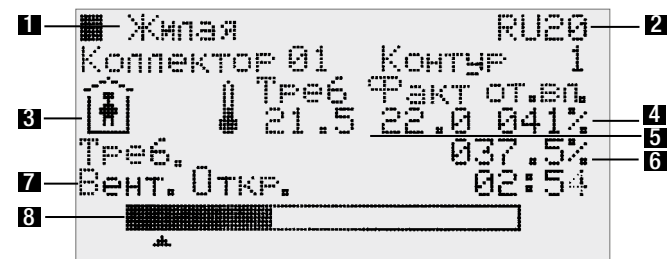 1 Жилая RU20 2
Коллектор 01 Контур 1
Треб Факт от.вл.
3 21.5 22.0 041% 4
5
Треб. 037.5% 6
7 Вент. Откр. 02:54
8